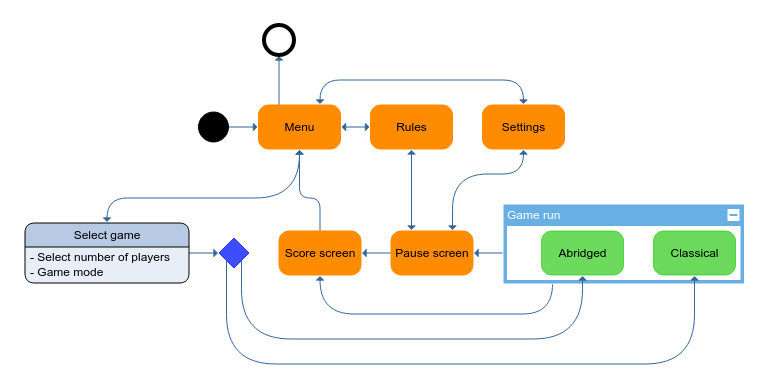 Menu
Rules
Settings
Select game
- Select number of players
- Game mode
Score screen
Pause screen
Game run
Abridged
Classical